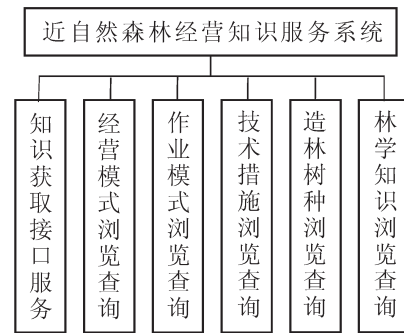 近自然森林经营知识服务系统
知识获取接口服务
经营模式浏览查询
作业模式浏览查询
技术措施浏览查询
造林树种浏览查询
林学知识浏览查询